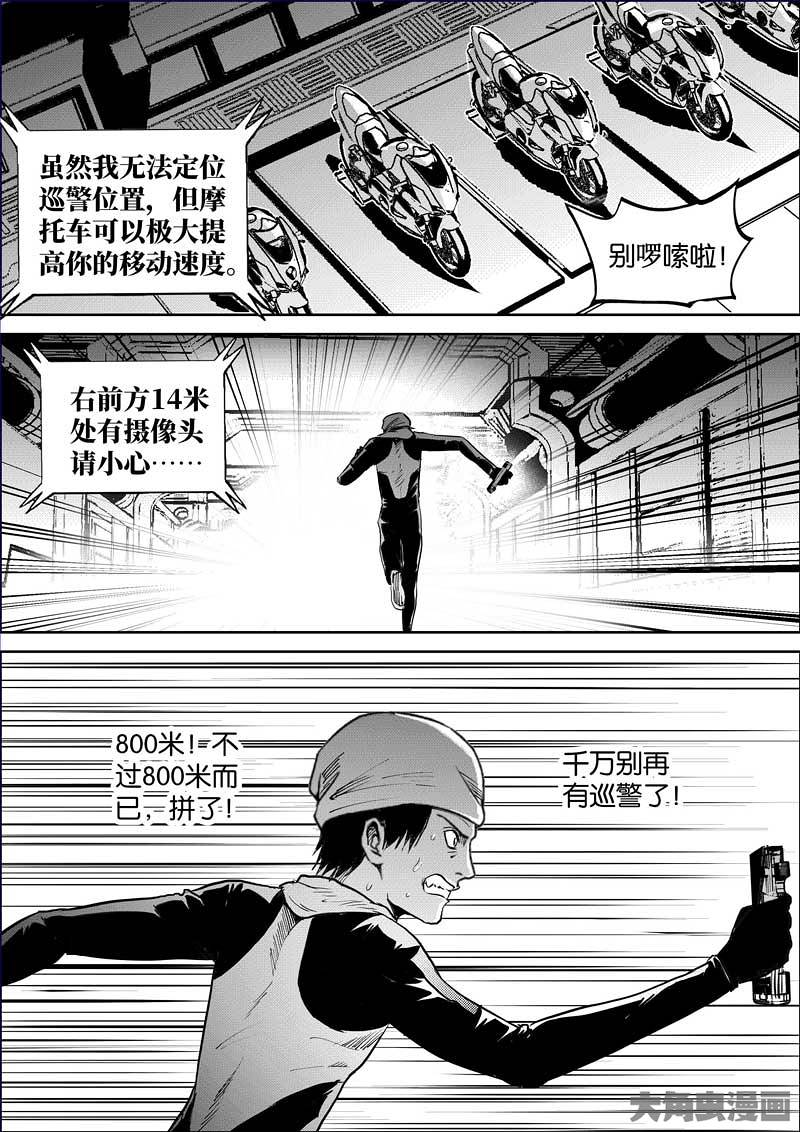 虽然我无法定位
巡警位置，但摩
托车可以极大提
高你的移动速度。
别啰嗦啦！
右前方14米
处有摄像头
请小心……
800米！不
过800米而
已，拼了！
千万别再
有巡警了！
大角虫漫画